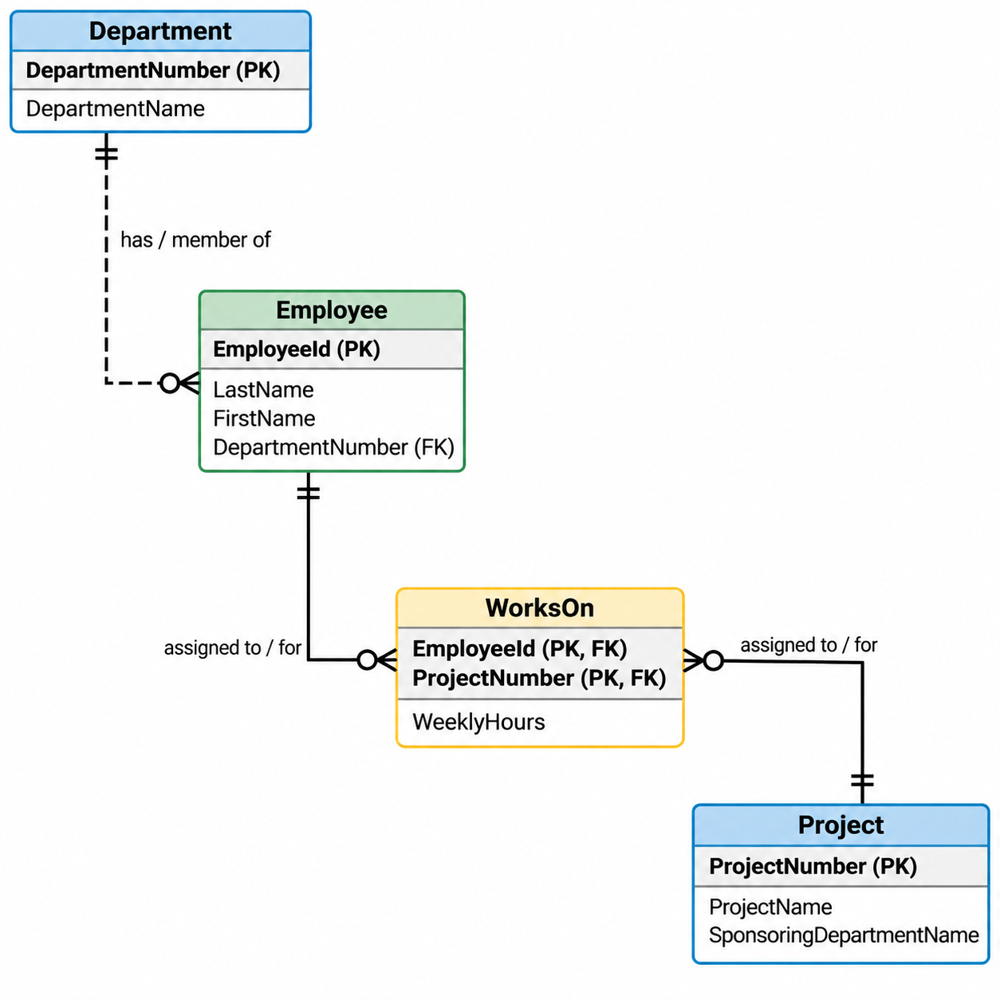 Department
DepartmentNumber (PK)
DepartmentName
has / member of
Employee
EmployeeId (PK)
LastName
FirstName
DepartmentNumber (FK)
assigned to / for
WorksOn
EmployeeId (PK, FK)
ProjectNumber (PK, FK)
WeeklyHours
assigned to / for
Project
ProjectNumber (PK)
ProjectName
SponsoringDepartmentName